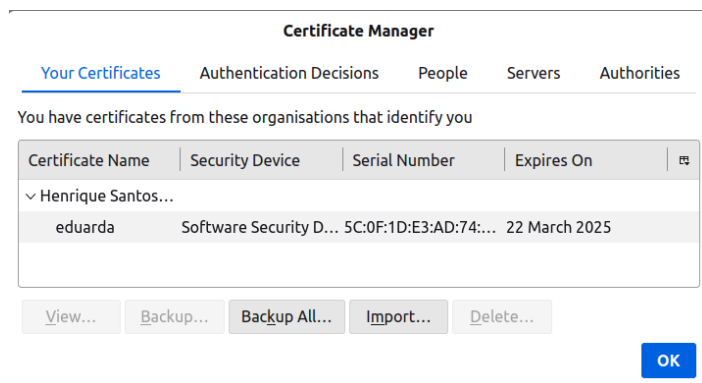 Certificate Manager
Your Certificates Authentication Decisions People Servers Authorities
You have certificates from these organisations that identify you
Certificate Name Security Device Serial Number Expires On
Henrique Santos…
eduarda Software Security D… 5C:0F:1D:E3:AD:74:… 22 March 2025
View… Backup… Backup All… Import… Delete…
OK